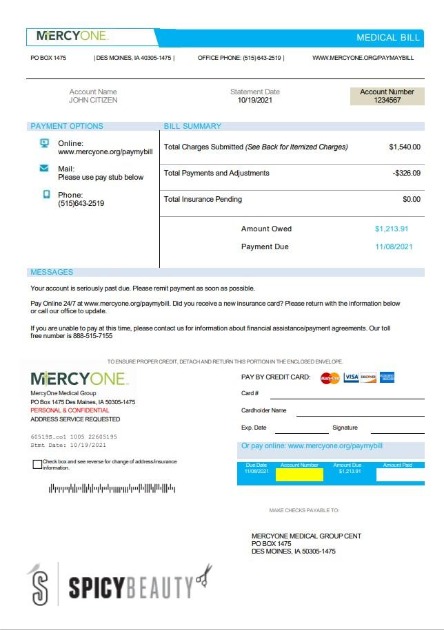 MERCYONE.
MEDICAL BILL
PO BOX 1475 | DES MOINES, IA 40305-1475 | OFFICE PHONE: (515)643-2519 | WWW.MERCYONE.ORG/PAYMAYBILL
Account Name
JOHN CITIZEN
Statement Date
10/19/2021
Account Number
1234567
PAYMENT OPTIONS
Online:
www.mercyone.org/paymybill
Mail:
Please use pay stub below
Phone:
(515)643-2519
BILL SUMMARY
Total Charges Submitted (See Back for Itemized Charges) $1,540.00
Total Payments and Adjustments -$326.09
Total Insurance Pending $0.00
Amount Owed $1,213.91
Payment Due 11/08/2021
MESSAGES
Your account is seriously past due. Please remit payment as soon as possible.
Pay Online 24/7 at www.mercyone.org/paymybill. Did you receive a new insurance card? Please return with the information below
or call our office to update.
If you are unable to pay at this time, please contact us for information about financial assistance/payment agreements. Our toll
free number is 888-515-7155
TO ENSURE PROPER CREDIT, DETACH AND RETURN THIS PORTION IN THE ENCLOSED ENVELOPE.
MERCYONE.
MercyOne Medical Group
PO Box 1475 Des Moines, IA 50305-1475
PERSONAL & CONFIDENTIAL
ADDRESS SERVICE REQUESTED
Stmt Date: 10/19/2021
Check box and see reverse for change of address/insurance
information.
PAY BY CREDIT CARD:
VISA
Card #
Cardholder Name
Exp. Date Signature
Or pay online: www.mercyone.org/paymybill
Due Date Account Number Amount Due Amount Paid
11/08/2021 $1,213.91
MAKE CHECKS PAYABLE TO:
MERCYONE MEDICAL GROUP CENT
PO BOX 1475
DES MOINES, IA 50305-1475
SPICYBEAUTY